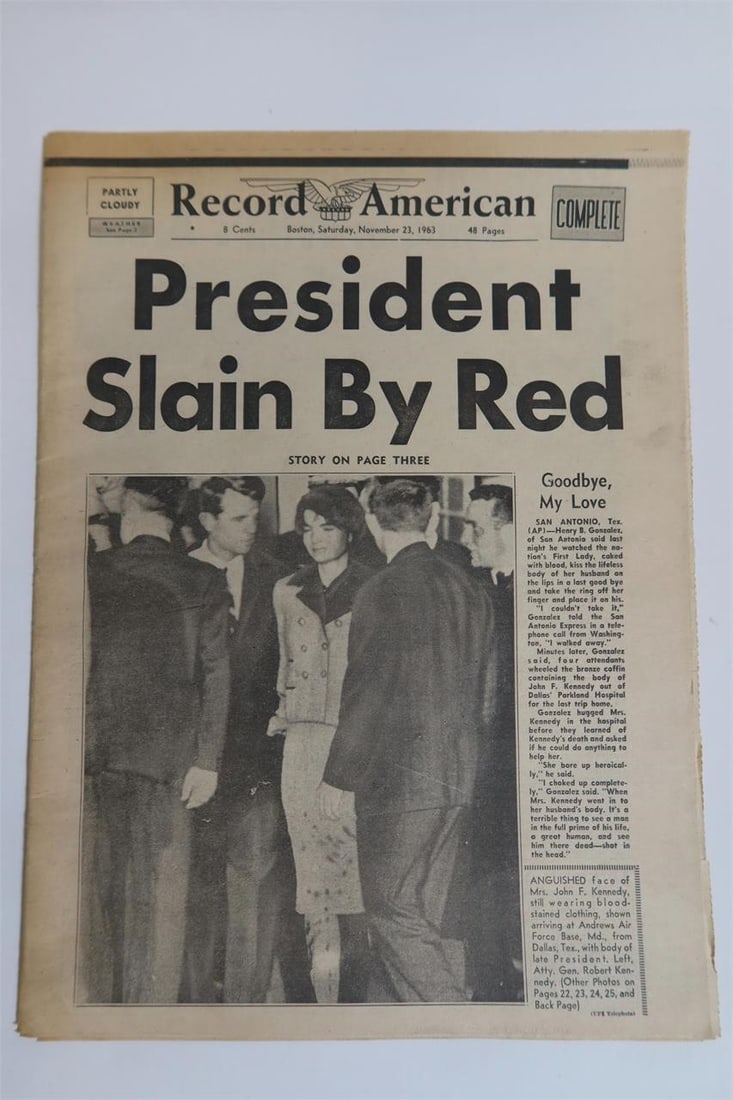 PARTLY
CLOUDY
WEATHER
See Page 2
Record American
COMPLETE
8 Cents Boston, Saturday, November 23, 1963 48 Pages
President
Slain By Red
STORY ON PAGE THREE
Goodbye,
My Love
SAN ANTONIO, Tex.
(AP)—Henry B. Gonzalez,
of San Antonio said last
night he watched the na-
tion's First Lady, caked
with blood, kiss the lifeless
body of her husband on
the lips in a last good bye
and take the ring off her
finger and place it on his.
"I couldn't take it,"
Gonzalez told the San
Antonio Express in a tele-
phone call from Washing-
ton. "I walked away."
Minutes later, Gonzalez
said, four attendants
wheeled the bronze coffin
containing the body of
John F. Kennedy out of
Dallas' Parkland Hospital
for the last trip home.
Gonzalez hugged Mrs.
Kennedy in the hospital
before they learned of
Kennedy's death and asked
if he could do anything to
help her.
"She bore up heroical-
ly," he said.
"I choked up complete-
ly," Gonzalez said. "When
Mrs. Kennedy went in to
her husband's body. It's a
terrible thing to see a man
in the full prime of his life,
a great human, and see
him there dead—shot in
the head."
ANGUISHED face of
Mrs. John F. Kennedy,
still wearing blood-
stained clothing, shown
arriving at Andrews Air
Force Base, Md., from
Dallas, Tex., with body of
late President. Left,
Atty. Gen. Robert Ken-
nedy. (Other Photos on
Pages 22, 23, 24, 25, and
Back Page)
(UPI Telephoto)